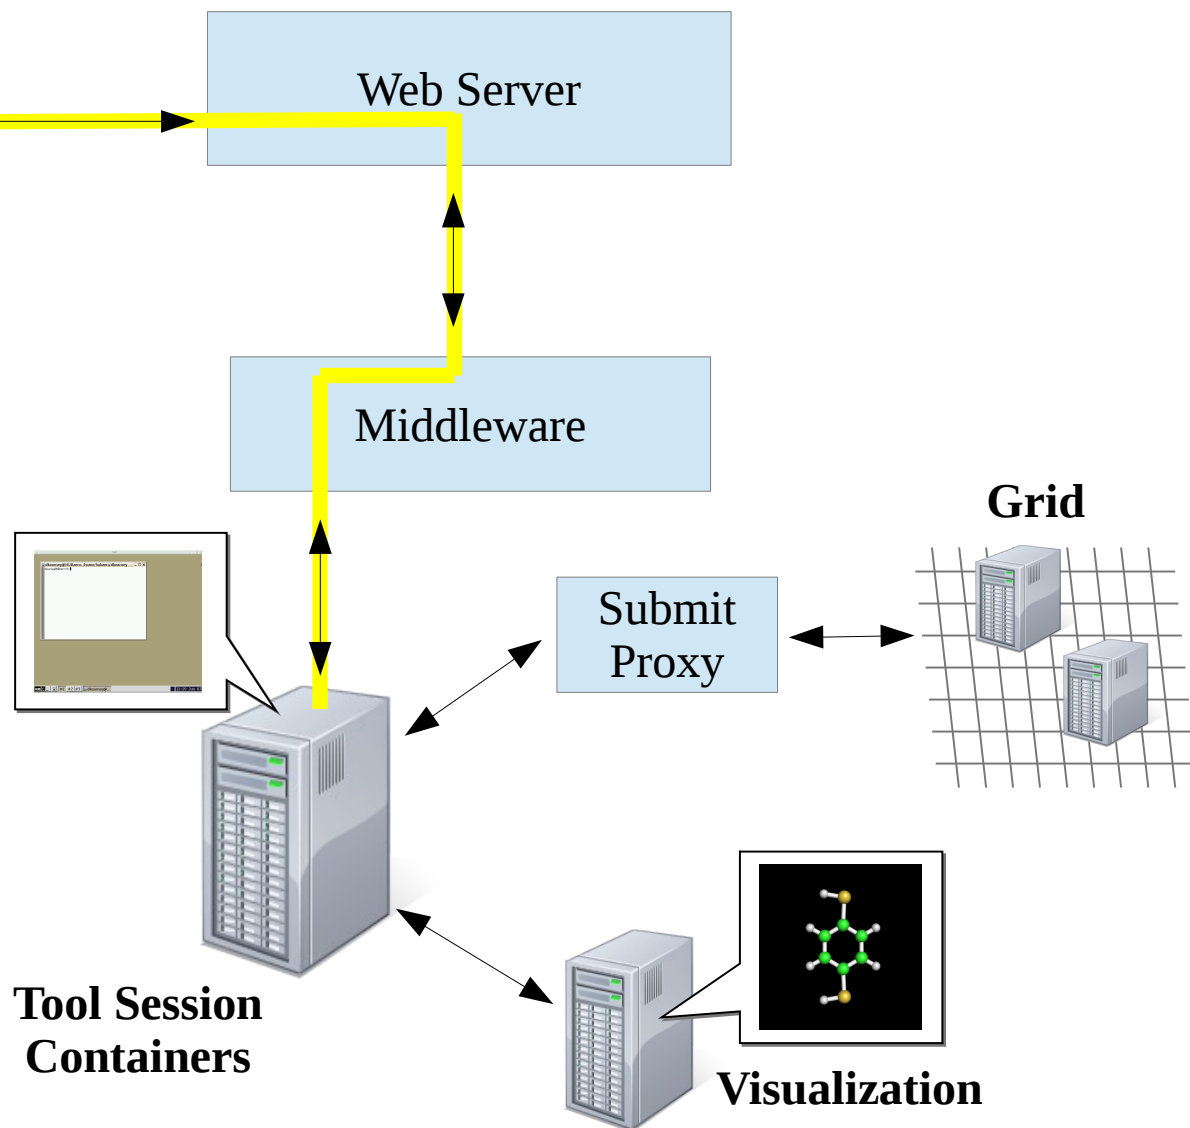 Web Server
Middleware
Grid
Submit
Proxy
Tool Session
Containers
Visualization